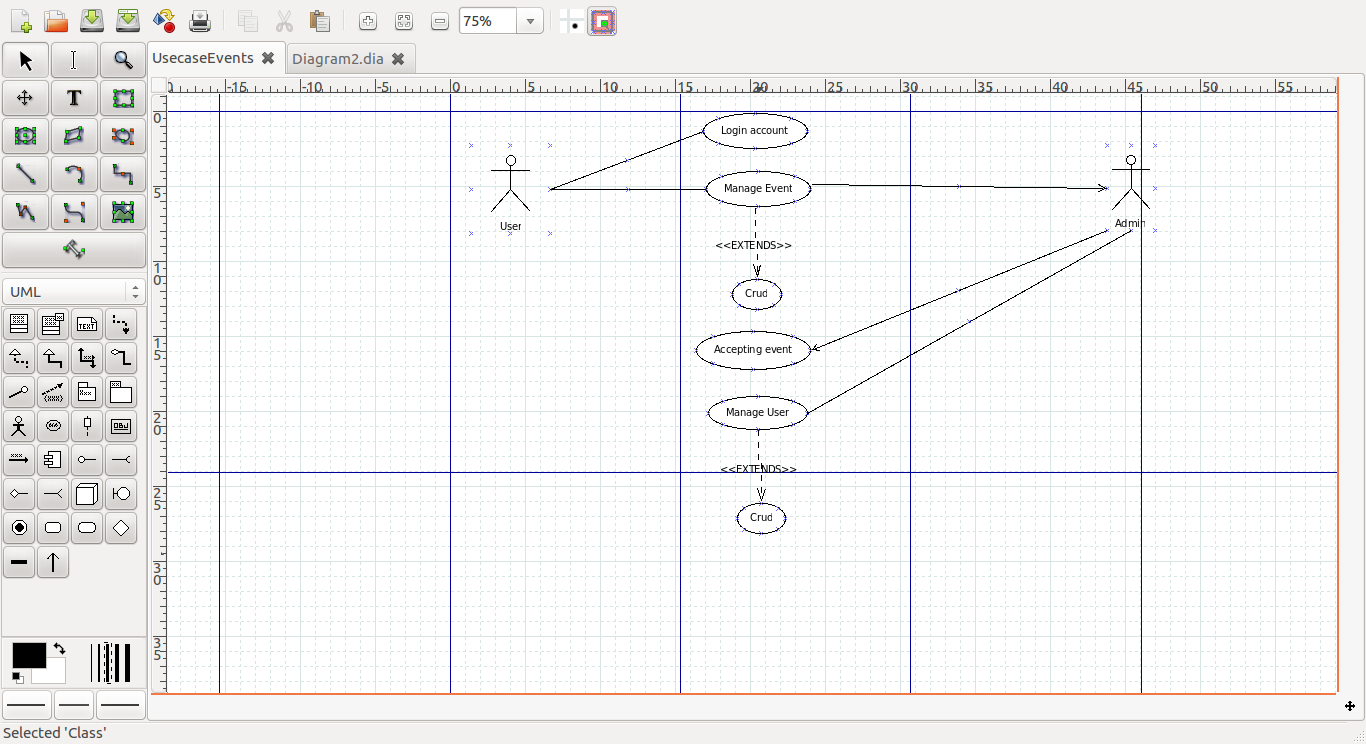 75%
UsecaseEvents
Diagram2.dia
T
-15 -10 -5 0 5 10 15 20 25 30 35 40 45 50 55
0
5
10
15
20
25
30
35
UML
TEXT
Login account
Manage Event
User
Admin
<<EXTENDS>>
Crud
Accepting event
Manage User
<<EXTENDS>>
Crud
Selected 'Class'